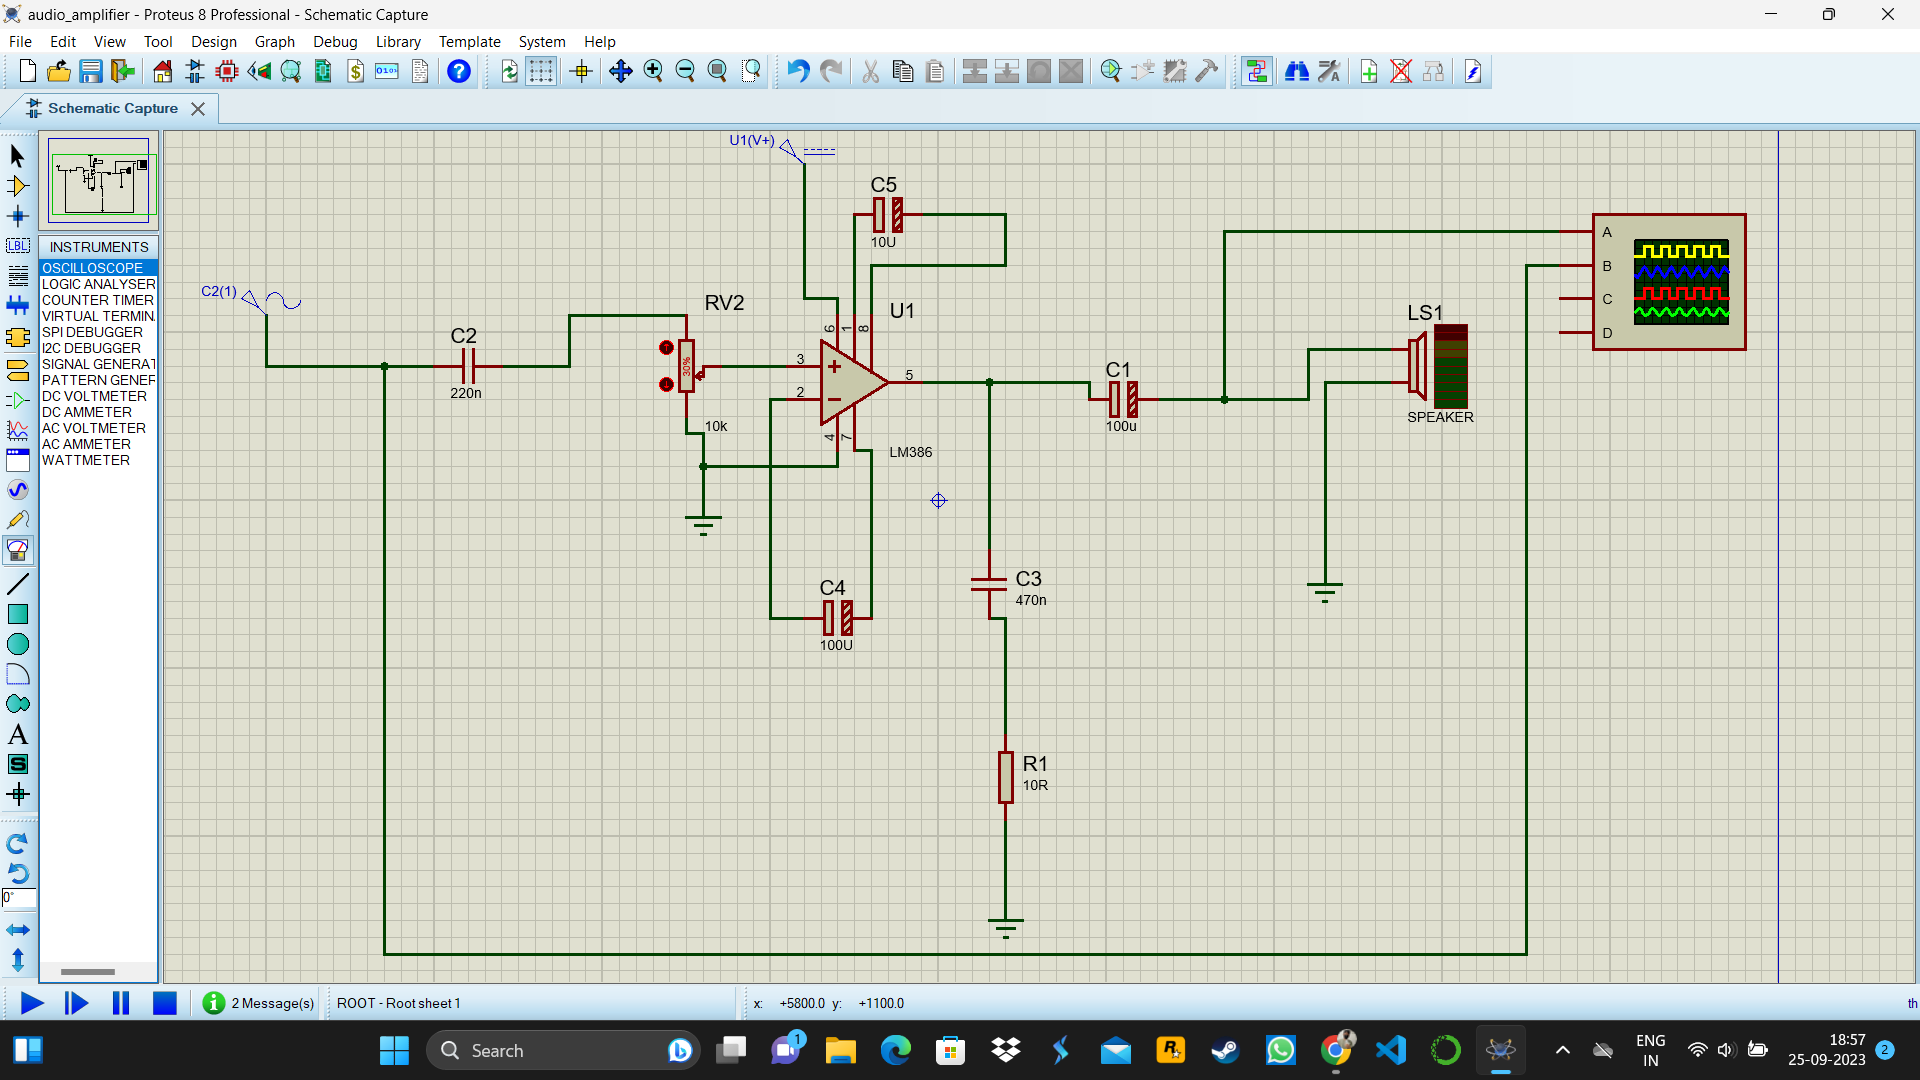 audio_amplifier - Proteus 8 Professional - Schematic Capture
File Edit View Tool Design Graph Debug Library Template System Help
Schematic Capture
INSTRUMENTS
OSCILLOSCOPE
LOGIC ANALYSER
COUNTER TIMER
VIRTUAL TERMIN
SPI DEBUGGER
I2C DEBUGGER
SIGNAL GENERAT
PATTERN GENER
DC VOLTMETER
DC AMMETER
AC VOLTMETER
AC AMMETER
WATTMETER
LBL
A
S
0°
U1(V+)
C5
10U
C2(1)
C2
220n
RV2
30%
10k
U1
6
1
8
3
2
5
4
7
LM386
C4
100U
C1
100u
C3
470n
R1
10R
LS1
SPEAKER
A
B
C
D
2 Message(s)
ROOT - Root sheet 1
x: +5800.0 y: +1100.0
th
Search
1
ENG
IN
18:57
25-09-2023
2